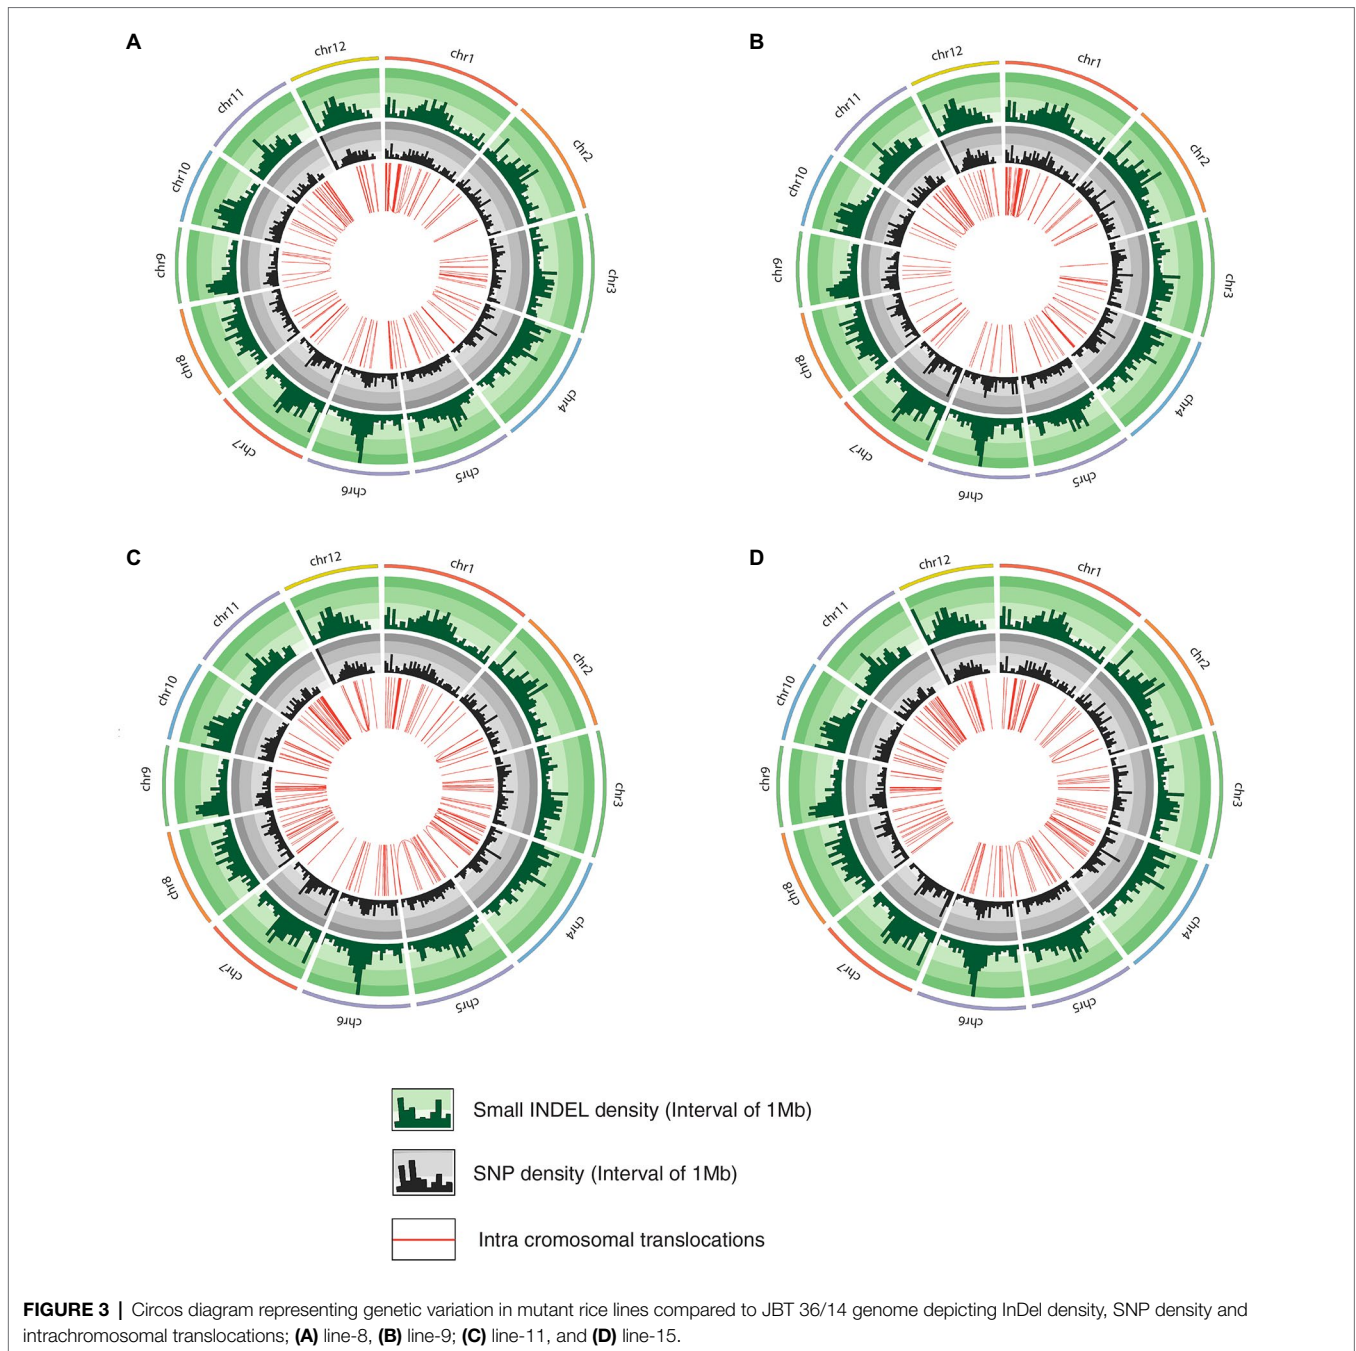 A
chr1
chr2
chr3
chr4
chr5
chr6
chr7
chr8
chr9
chr10
chr11
chr12
B
chr1
chr2
chr3
chr4
chr5
chr6
chr7
chr8
chr9
chr10
chr11
chr12
C
chr1
chr2
chr3
chr4
chr5
chr6
chr7
chr8
chr9
chr10
chr11
chr12
D
chr1
chr2
chr3
chr4
chr5
chr6
chr7
chr8
chr9
chr10
chr11
chr12
Small INDEL density (Interval of 1Mb)
SNP density (Interval of 1Mb)
Intra cromosomal translocations
FIGURE 3 | Circos diagram representing genetic variation in mutant rice lines compared to JBT 36/14 genome depicting InDel density, SNP density and
intrachromosomal translocations; (A) line-8, (B) line-9; (C) line-11, and (D) line-15.